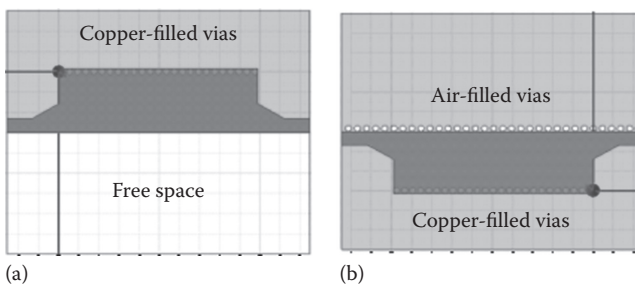 Copper-filled vias
Free space
(a)
Air-filled vias
Copper-filled vias
(b)